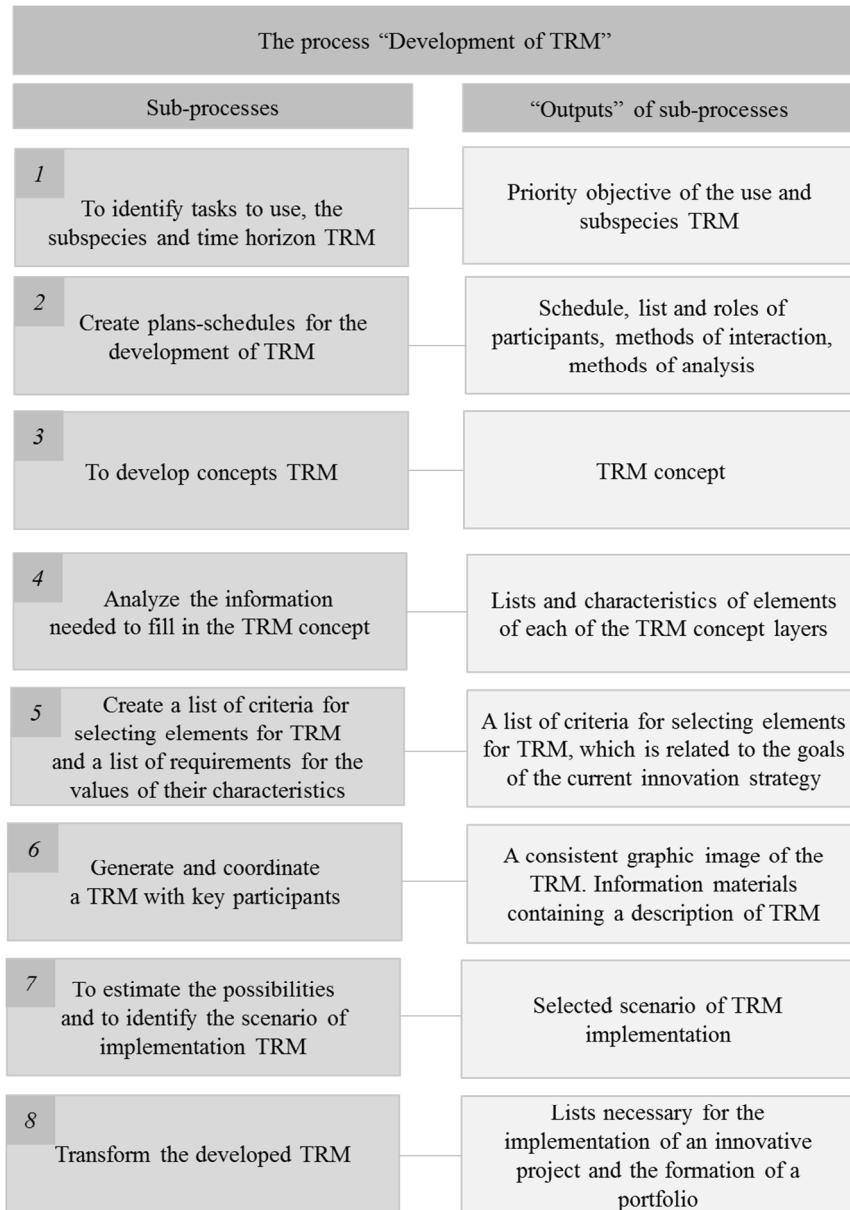 The process “Development of TRM”
Sub-processes
“Outputs” of sub-processes
1
To identify tasks to use, the
subspecies and time horizon TRM
Priority objective of the use and
subspecies TRM
2
Create plans-schedules for the
development of TRM
Schedule, list and roles of
participants, methods of interaction,
methods of analysis
3
To develop concepts TRM
TRM concept
4
Analyze the information
needed to fill in the TRM concept
Lists and characteristics of elements
of each of the TRM concept layers
5
Create a list of criteria for
selecting elements for TRM
and a list of requirements for the
values of their characteristics
A list of criteria for selecting elements
for TRM, which is related to the goals
of the current innovation strategy
6
Generate and coordinate
a TRM with key participants
A consistent graphic image of the
TRM. Information materials
containing a description of TRM
7
To estimate the possibilities
and to identify the scenario of
implementation TRM
Selected scenario of TRM
implementation
8
Transform the developed TRM
Lists necessary for the
implementation of an innovative
project and the formation of a
portfolio